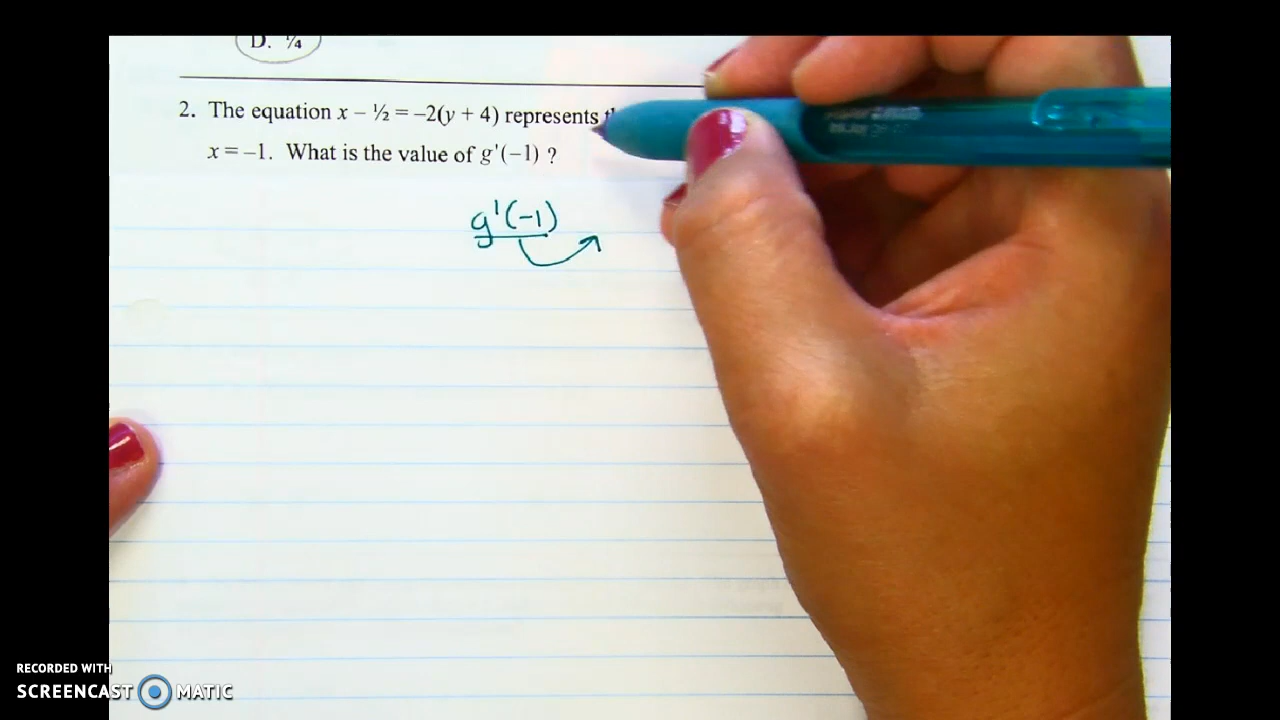 D. ¼
2. The equation x – ½ = –2(y + 4) represents
x = –1. What is the value of g'(–1) ?
g'(-1)
RECORDED WITH
SCREENCAST MATIC